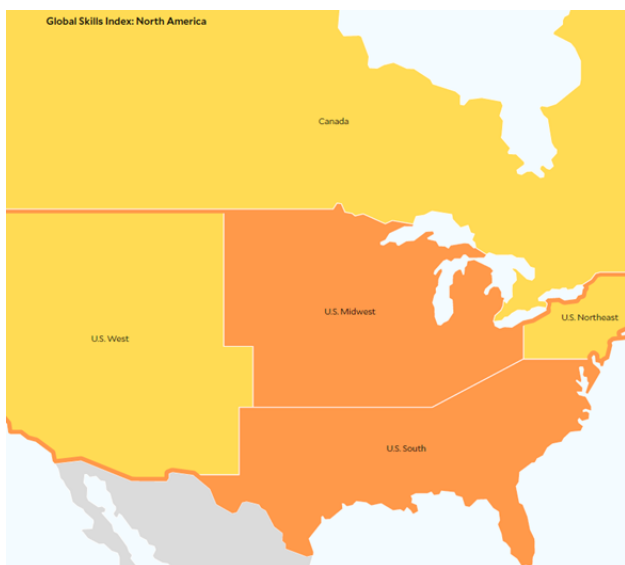 Global Skills Index: North America
Canada
U.S. Midwest
U.S. Northeast
U.S. West
U.S. South